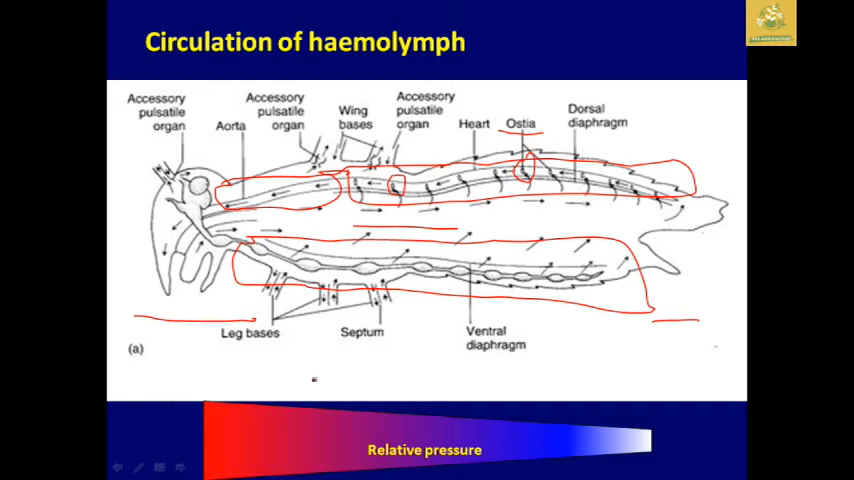 Circulation of haemolymph
Accessory
pulsatile
organ
Aorta
Accessory
pulsatile
organ
Wing
bases
Accessory
pulsatile
organ
Heart
Ostia
Dorsal
diaphragm
Leg bases
Septum
Ventral
diaphragm
(a)
Relative pressure